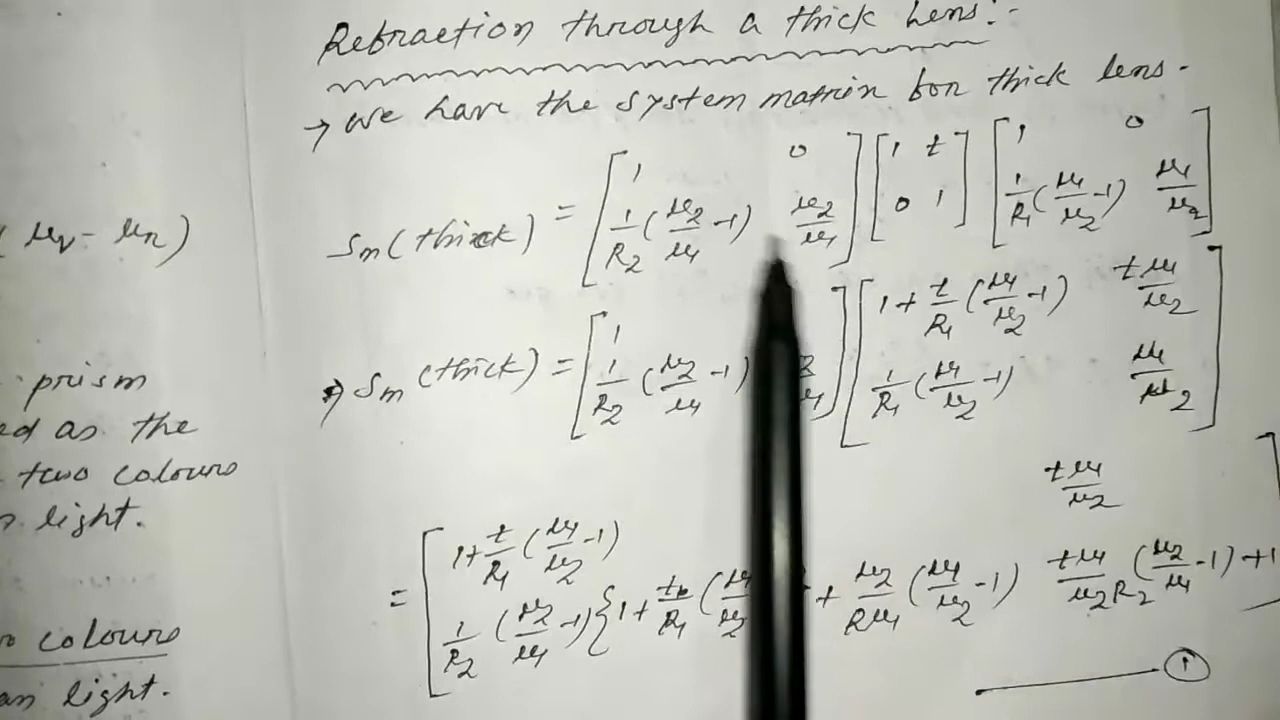 Refraction through a thick lens:-
→ we have the system matrix for thick lens.
Sm(thick) = [1 0; 1/R2 (μ2/μ1 -1) μ2/μ1] [1 t; 0 1] [1 0; 1/R1 (μ1/μ2 -1) μ1/μ2]
⇒ Sm(thick) = [1; 1/R2 (μ2/μ1 -1) 2/μ1] [1+ t/R1 (μ1/μ2 -1) tμ1/μ2; 1/R1 (μ1/μ2 -1) μ1/μ2]
= [1+ t/R1 (μ1/μ2 -1) tμ1/μ2; 1/R2 (μ2/μ1 -1){1+ t/R1 (μ1/μ2 + μ2/Rμ1 (μ1/μ2 -1) tμ1/μ2R2 (μ2/μ1 -1)+1]
1
(μv - μr)
prism
ed as the
two colours
light.
colours
an light.